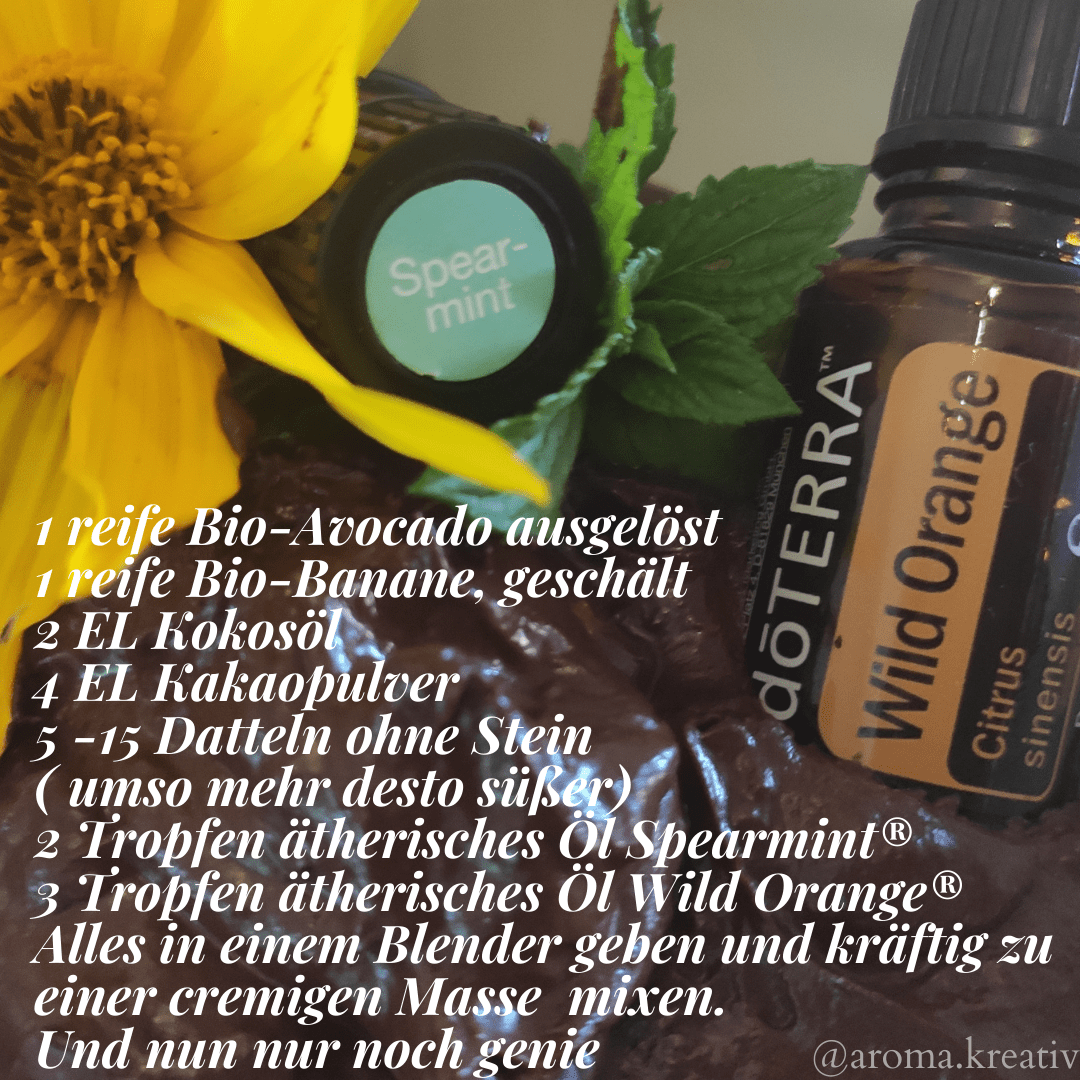 Spear-
mint
dōTERRA™
Wild Orange
Citrus
sinensis
1 reife Bio-Avocado ausgelöst
1 reife Bio-Banane, geschält
2 EL Kokosöl
4 EL Kakaopulver
5 -15 Datteln ohne Stein
( umso mehr desto süßer)
2 Tropfen ätherisches Öl Spearmint®
3 Tropfen ätherisches Öl Wild Orange®
Alles in einem Blender geben und kräftig zu
einer cremigen Masse mixen.
Und nun nur noch genie
@aroma.kreativ